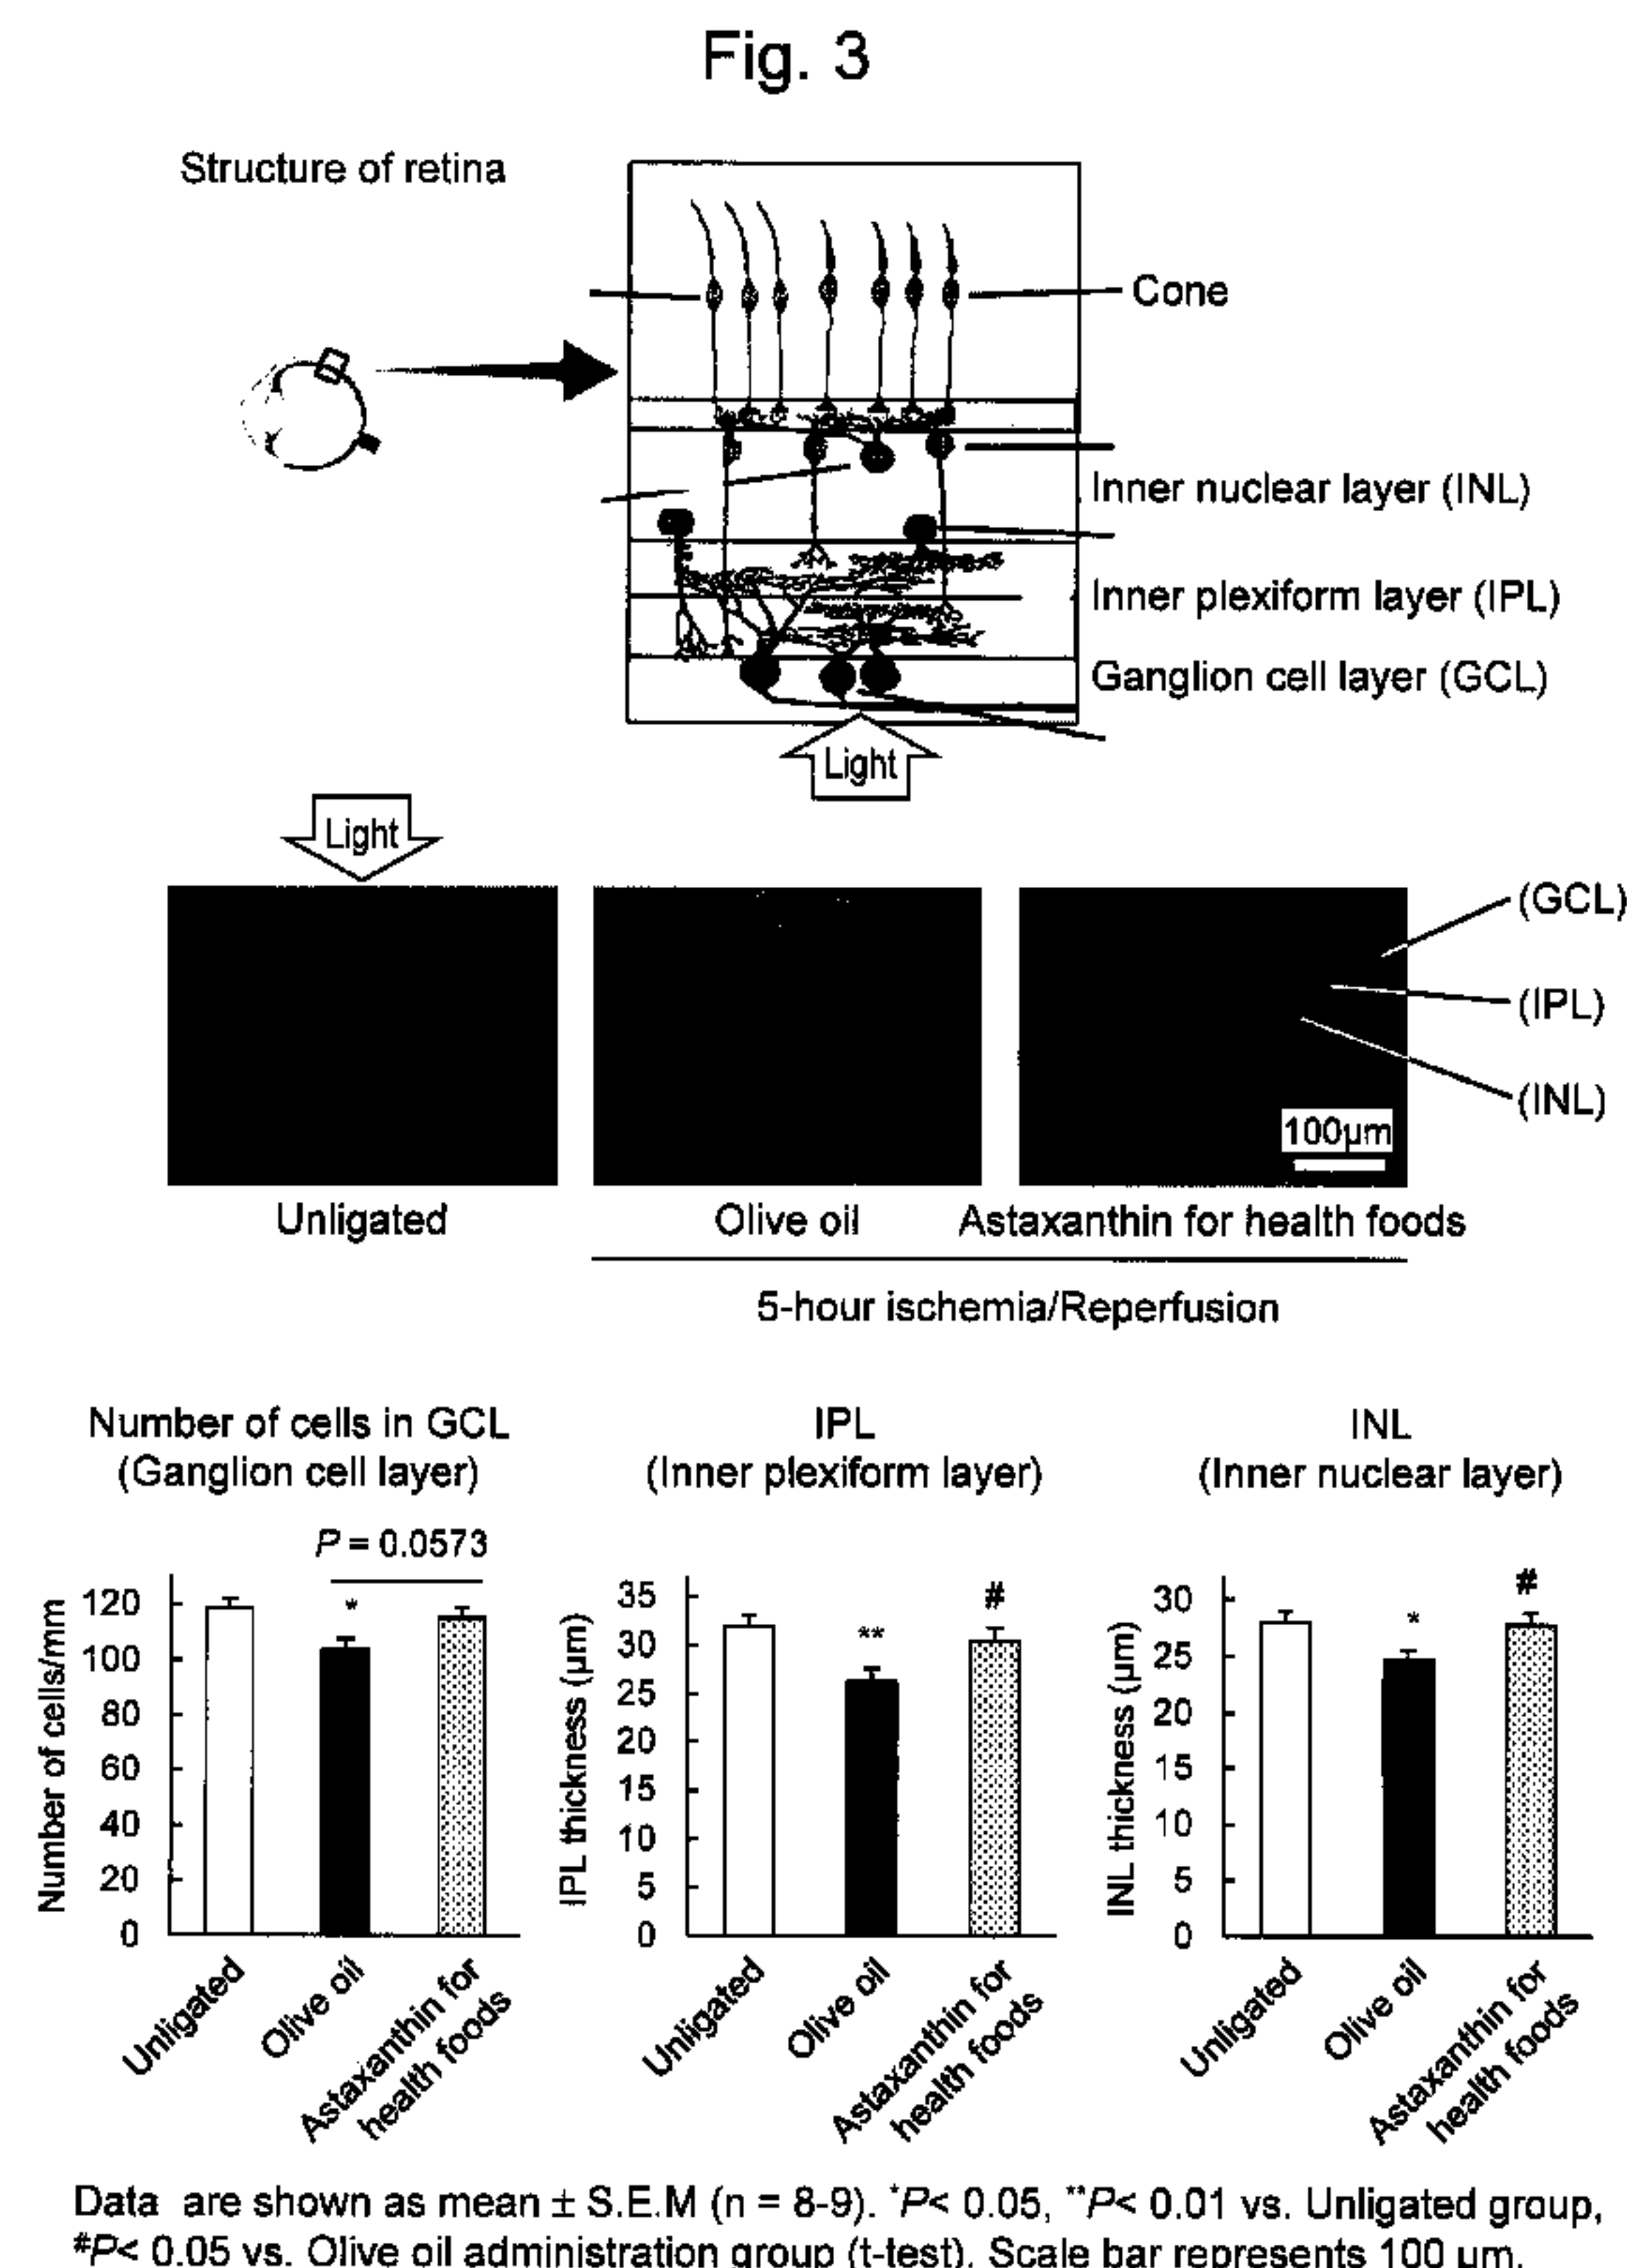 Fig. 3
Structure of retina
Cone
Inner nuclear layer (INL)
Inner plexiform layer (IPL)
Ganglion cell layer (GCL)
Light
Light
(GCL)
(IPL)
(INL)
100μm
Unligated
Olive oil
Astaxanthin for health foods
5-hour ischemia/Reperfusion
Number of cells in GCL
(Ganglion cell layer)
P = 0.0573
*
Number of cells/mm
120
100
80
60
40
20
0
Unligated
Olive oil
Astaxanthin for
health foods
IPL
(Inner plexiform layer)
#
**
IPL thickness (μm)
35
30
25
20
15
10
5
0
Unligated
Olive oil
Astaxanthin for
health foods
INL
(Inner nuclear layer)
#
*
INL thickness (μm)
30
25
20
15
10
5
0
Unligated
Olive oil
Astaxanthin for
health foods
Data are shown as mean ± S.E.M (n = 8-9). *P< 0.05, **P< 0.01 vs. Unligated group,
#P< 0.05 vs. Olive oil administration group (t-test). Scale bar represents 100 μm.